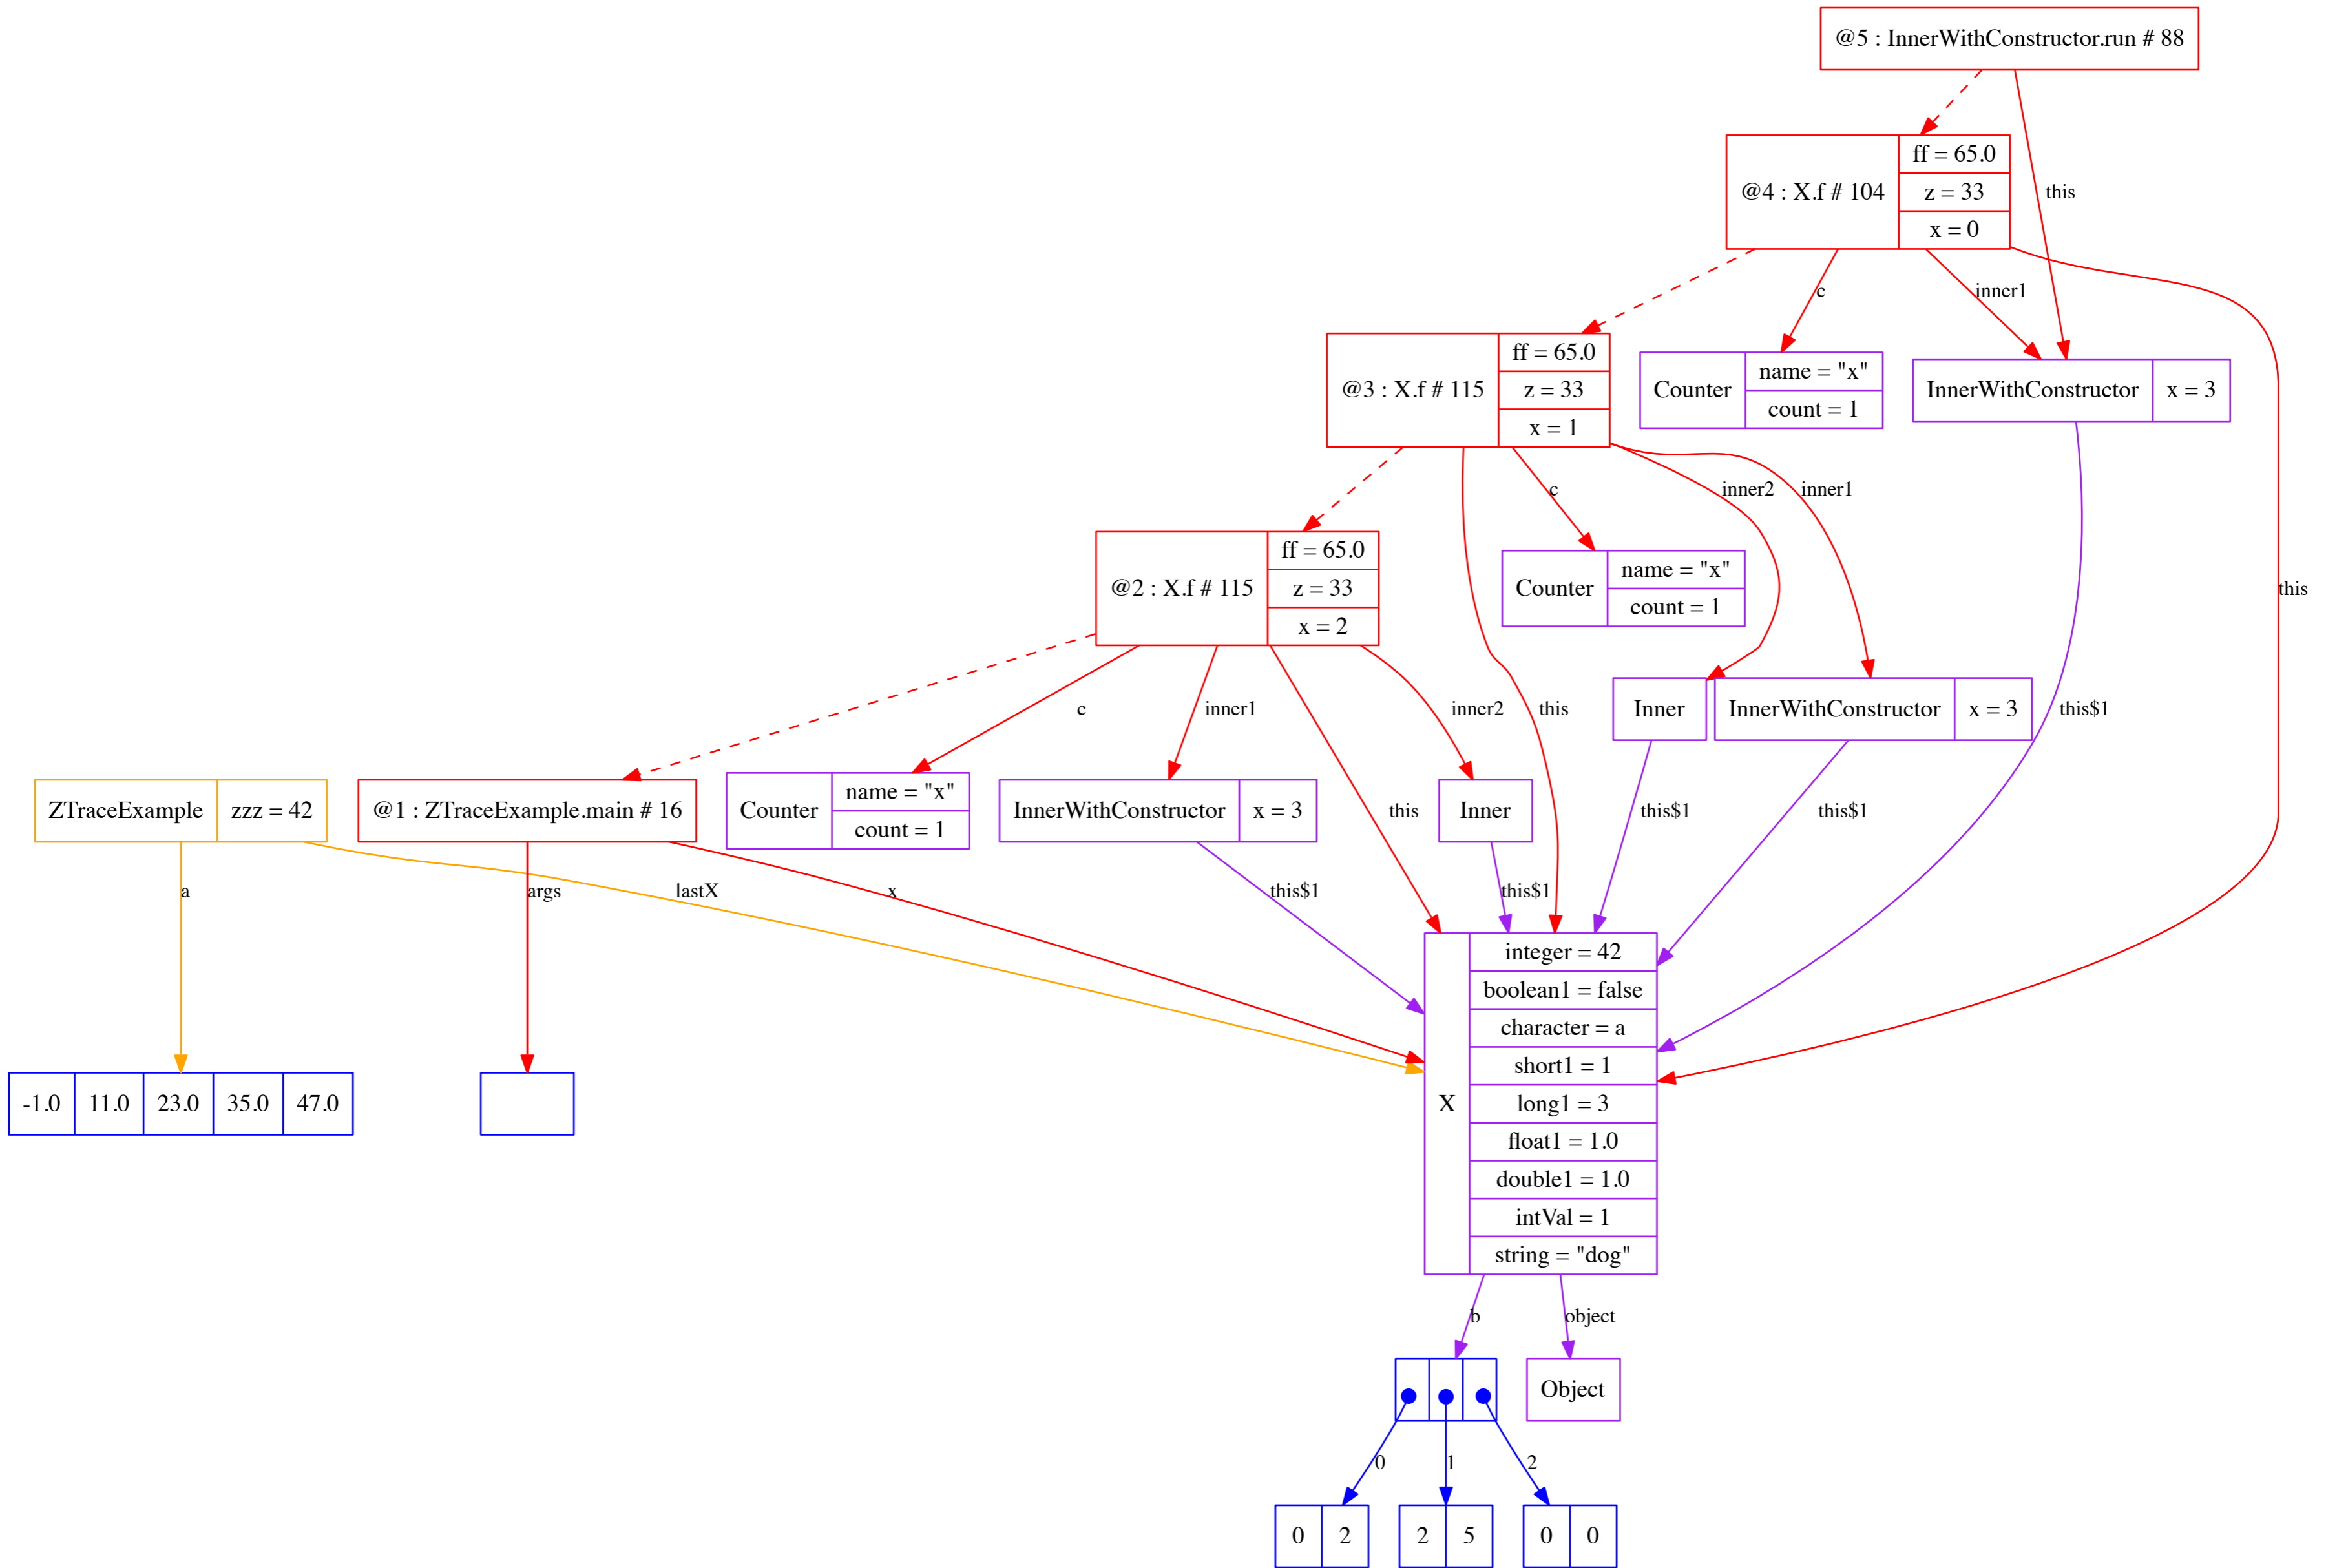 @5 : InnerWithConstructor.run # 88
@4 : X.f # 104
ff = 65.0
z = 33
x = 0
this
c
inner1
@3 : X.f # 115
ff = 65.0
z = 33
x = 1
Counter
name = "x"
count = 1
InnerWithConstructor
x = 3
c
inner2
inner1
@2 : X.f # 115
ff = 65.0
z = 33
x = 2
Counter
name = "x"
count = 1
this
c
inner1
inner2
this
Inner
InnerWithConstructor
x = 3
this$1
ZTraceExample
zzz = 42
@1 : ZTraceExample.main # 16
Counter
name = "x"
count = 1
InnerWithConstructor
x = 3
this
Inner
this$1
this$1
a
args
lastX
x
this$1
this$1
X
integer = 42
boolean1 = false
character = a
short1 = 1
long1 = 3
float1 = 1.0
double1 = 1.0
intVal = 1
string = "dog"
-1.0
11.0
23.0
35.0
47.0
b
object
Object
0
1
2
0
2
2
5
0
0